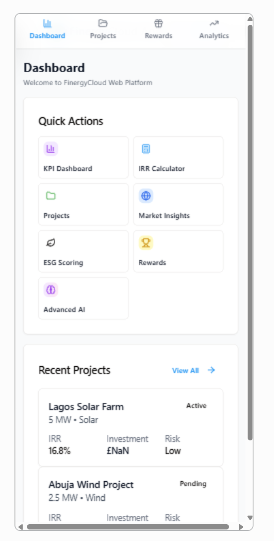 Dashboard Projects Rewards Analytics
Dashboard
Welcome to FinergyCloud Web Platform
Quick Actions
KPI Dashboard IRR Calculator
Projects Market Insights
ESG Scoring Rewards
Advanced AI
Recent Projects View All →
Lagos Solar Farm Active
5 MW • Solar
IRR Investment Risk
16.8% £NaN Low
Abuja Wind Project Pending
2.5 MW • Wind
IRR Investment Risk